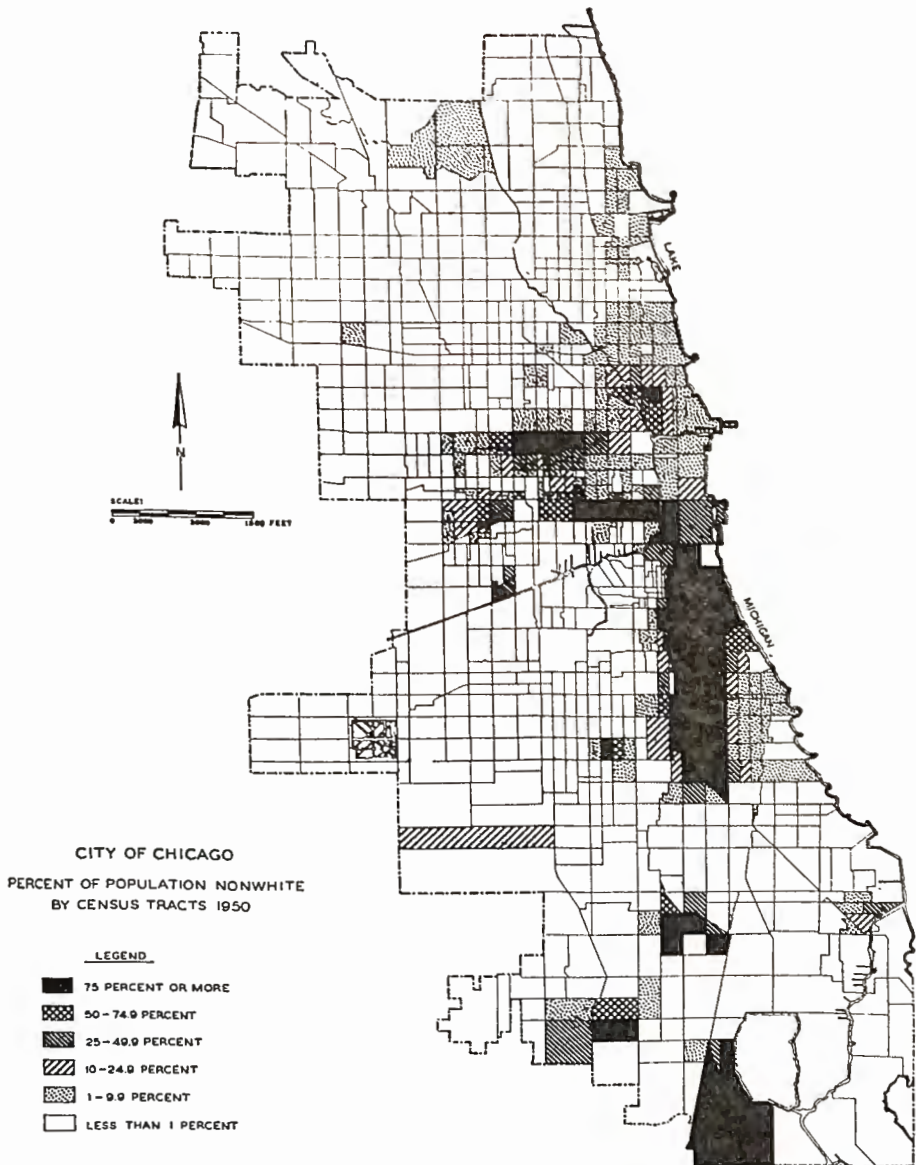 LAKE
N
SCALE:
MICHIGAN
CITY OF CHICAGO
PERCENT OF POPULATION NONWHITE
BY CENSUS TRACTS 1950
LEGEND
75 PERCENT OR MORE
50-74.9 PERCENT
25-49.9 PERCENT
10-24.9 PERCENT
1-9.9 PERCENT
LESS THAN 1 PERCENT